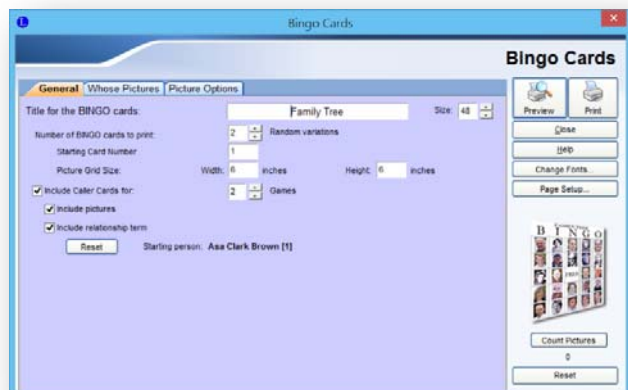 Bingo Cards
Bingo Cards
General Whose Pictures Picture Options
Title for the BINGO cards: Family Tree Size: 48
Number of BINGO cards to print: 2 Random variations
Starting Card Number 1
Picture Grid Size: Width: 6 inches Height: 6 inches
Include Caller Cards for: 2 Games
Include pictures
Include relationship term
Reset Starting person: Asa Clark Brown [1]
Preview Print
Close
Help
Change Fonts...
Page Setup...
B I N G O
Count Pictures
0
Reset